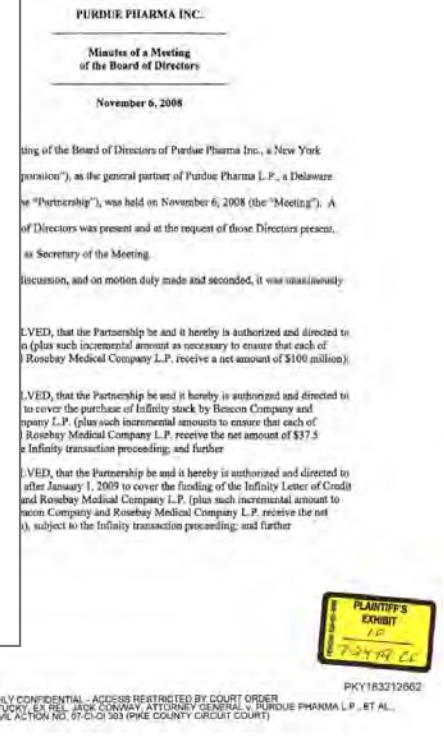 PURDUE PHARMA INC.
Minutes of a Meeting
of the Board of Directors
November 6, 2008
ting of the Board of Directors of Purdue Pharma Inc., a New York
poration"), as the general partner of Purdue Pharma L.P., a Delaware
e "Partnership"), was held on November 6, 2008 (the "Meeting"). A
of Directors was present and at the request of those Directors present,
as Secretary of the Meeting.
discussion, and on motion duly made and seconded, it was unanimously
LVED, that the Partnership be and it hereby is authorized and directed to
n (plus such incremental amount as necessary to ensure that each of
Rosebay Medical Company L.P. receive a net amount of $100 million);
LVED, that the Partnership be and it hereby is authorized and directed to
to cover the purchase of Infinity stock by Beacon Company and
mpany L.P. (plus such incremental amounts to ensure that each of
Rosebay Medical Company L.P. receive the net amount of $37.5
e Infinity transaction proceeding; and further
LVED, that the Partnership be and it hereby is authorized and directed to
after January 1, 2009 to cover the funding of the Infinity Letter of Credit
and Rosebay Medical Company L.P. (plus such incremental amount to
eacon Company and Rosebay Medical Company L.P. receive the net
), subject to the Infinity transaction proceeding; and further
PLAINTIFF'S
EXHIBIT
PKY183212662
HLY CONFIDENTIAL - ACCESS RESTRICTED BY COURT ORDER
TUCKY, EX REL. JACK CONWAY, ATTORNEY GENERAL v. PURDUE PHARMA L.P., ET AL.,
VIL ACTION NO. 07-CI-01303 (PIKE COUNTY CIRCUIT COURT)